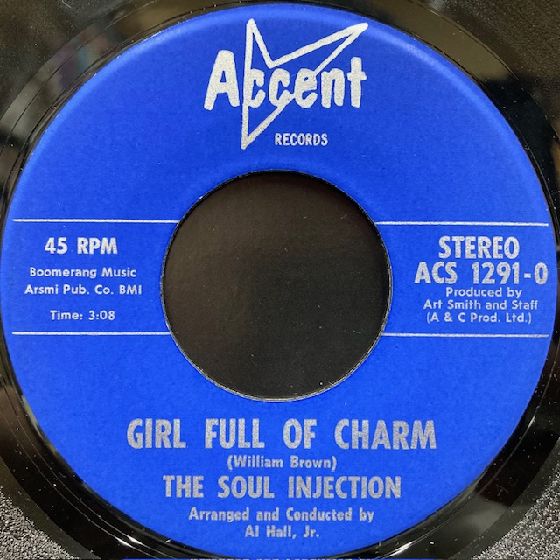 Accent
RECORDS
45 RPM
Boomerang Music
Arsmi Pub. Co. BMI
Time: 3:08
STEREO
ACS 1291-0
Produced by
Art Smith and Staff
(A & C Prod. Ltd.)
GIRL FULL OF CHARM
(William Brown)
THE SOUL INJECTION
Arranged and Conducted by
Al Hall, Jr.